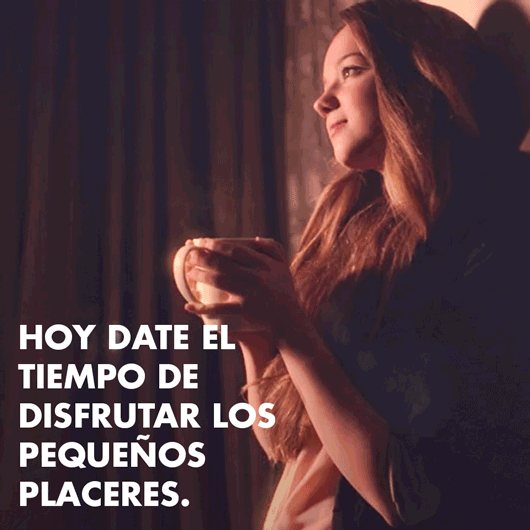 HOY DATE EL
TIEMPO DE
DISFRUTAR LOS
PEQUEÑOS
PLACERES.